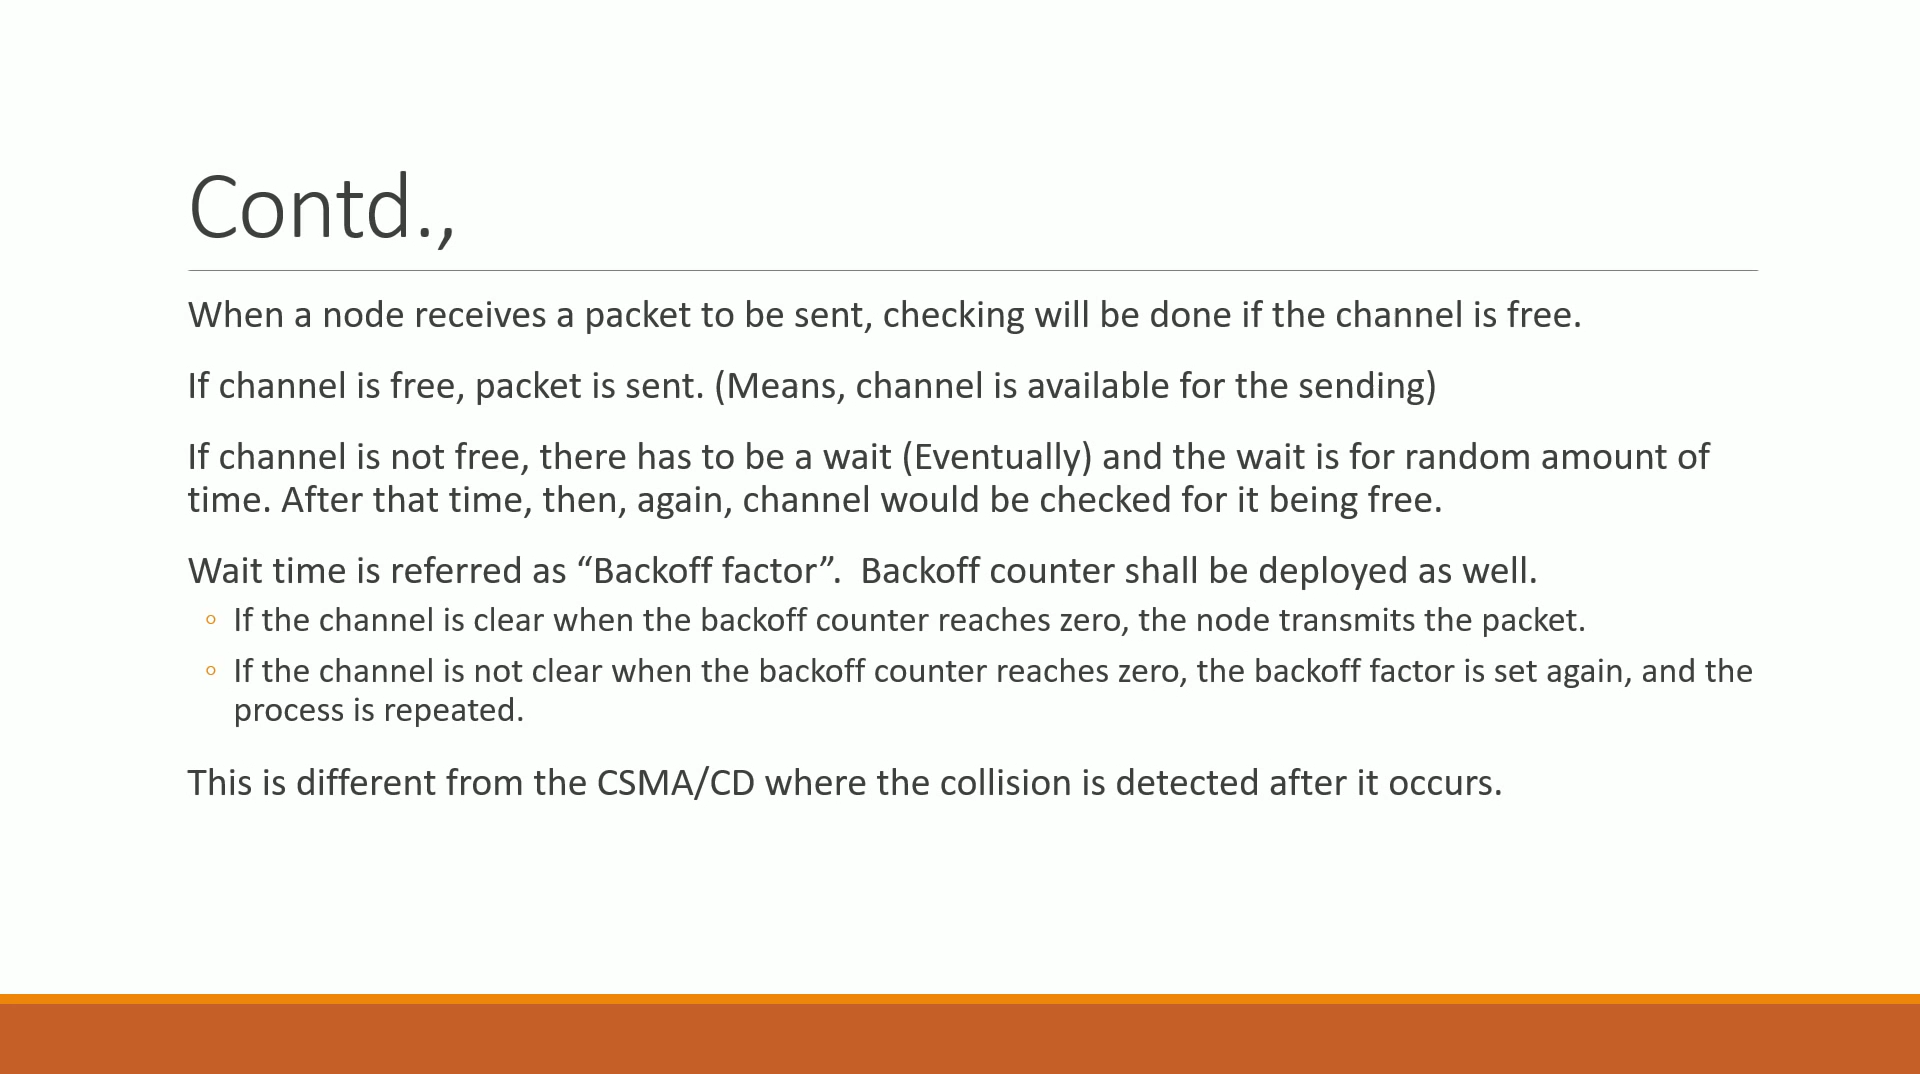 Contd.,
When a node receives a packet to be sent, checking will be done if the channel is free.
If channel is free, packet is sent. (Means, channel is available for the sending)
If channel is not free, there has to be a wait (Eventually) and the wait is for random amount of
time. After that time, then, again, channel would be checked for it being free.
Wait time is referred as “Backoff factor”.  Backoff counter shall be deployed as well.
◦ If the channel is clear when the backoff counter reaches zero, the node transmits the packet.
◦ If the channel is not clear when the backoff counter reaches zero, the backoff factor is set again, and the
process is repeated.
This is different from the CSMA/CD where the collision is detected after it occurs.